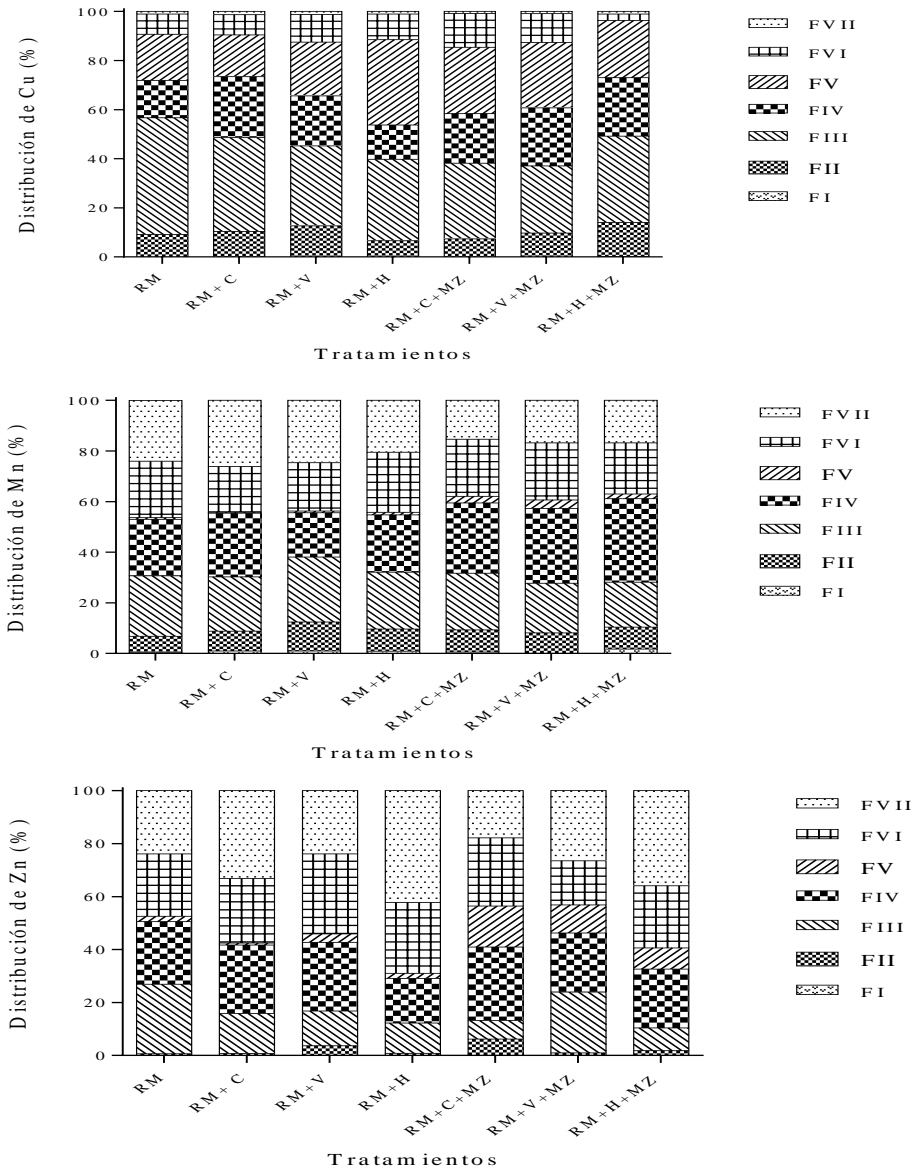 Distribución de Cu (%)
100
80
60
40
20
0
RM
RM+C
RM+V
RM+H
RM+C+MZ
RM+V+MZ
RM+H+MZ
Tratamientos
FVII
FVI
FV
FIV
FIII
FII
FI
Distribución de Mn (%)
100
80
60
40
20
0
RM
RM+C
RM+V
RM+H
RM+C+MZ
RM+V+MZ
RM+H+MZ
Tratamientos
FVII
FVI
FV
FIV
FIII
FII
FI
Distribución de Zn (%)
100
80
60
40
20
0
RM
RM+C
RM+V
RM+H
RM+C+MZ
RM+V+MZ
RM+H+MZ
Tratamientos
FVII
FVI
FV
FIV
FIII
FII
FI